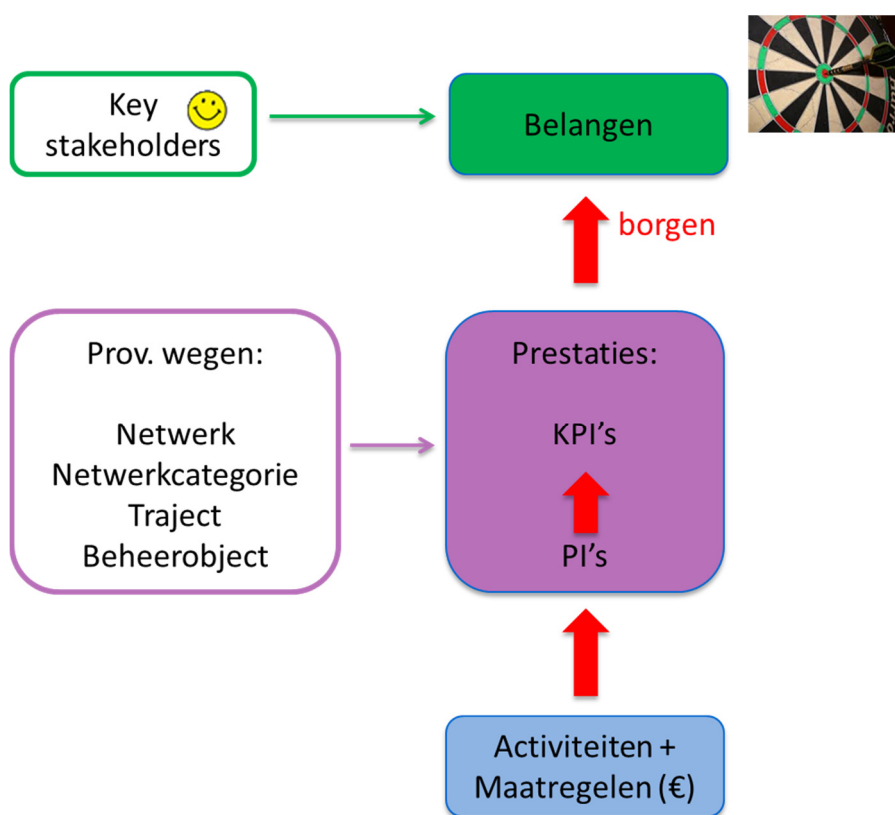 Key
stakeholders
Belangen
borgen
Prov. wegen:
Netwerk
Netwerkcategorie
Traject
Beheerobject
Prestaties:
KPI’s
PI’s
Activiteiten +
Maatregelen (€)